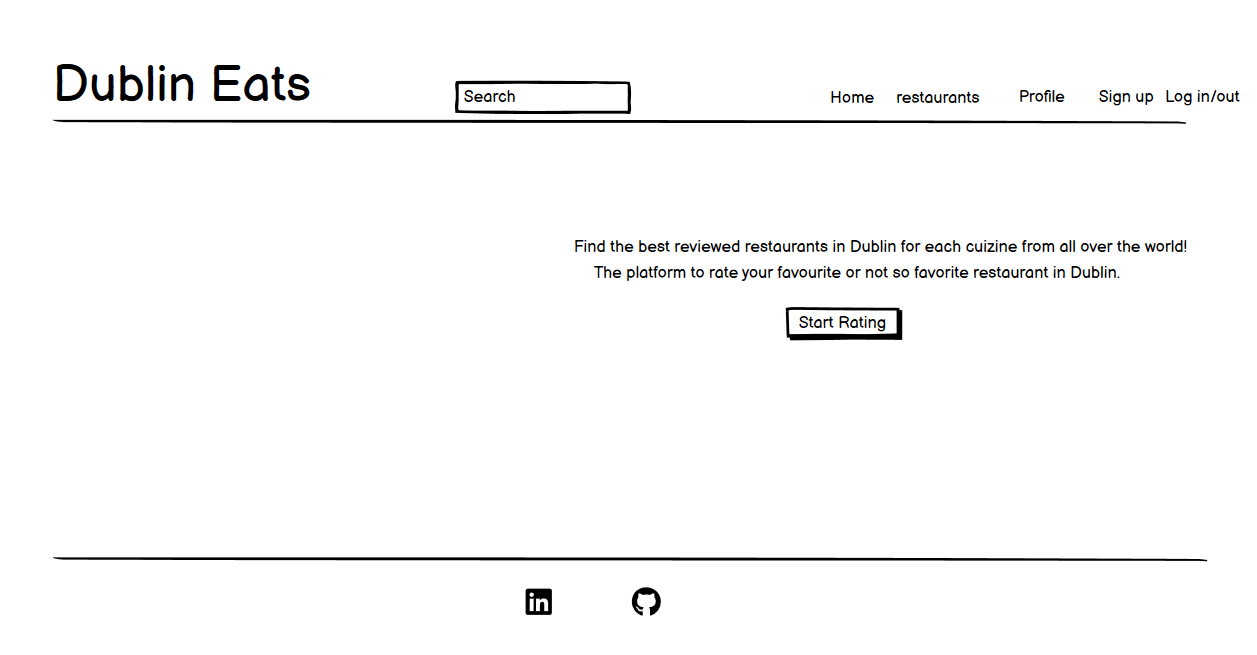 Dublin Eats
Search
Home restaurants Profile Sign up Log in/out
Find the best reviewed restaurants in Dublin for each cuizine from all over the world!
The platform to rate your favourite or not so favorite restaurant in Dublin.
Start Rating
in